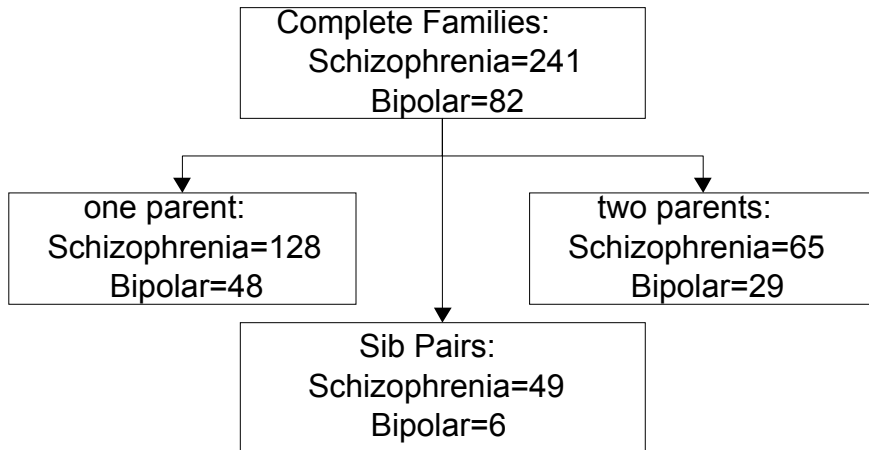 Complete Families:
Schizophrenia=241
Bipolar=82
one parent:
Schizophrenia=128
Bipolar=48
two parents:
Schizophrenia=65
Bipolar=29
Sib Pairs:
Schizophrenia=49
Bipolar=6